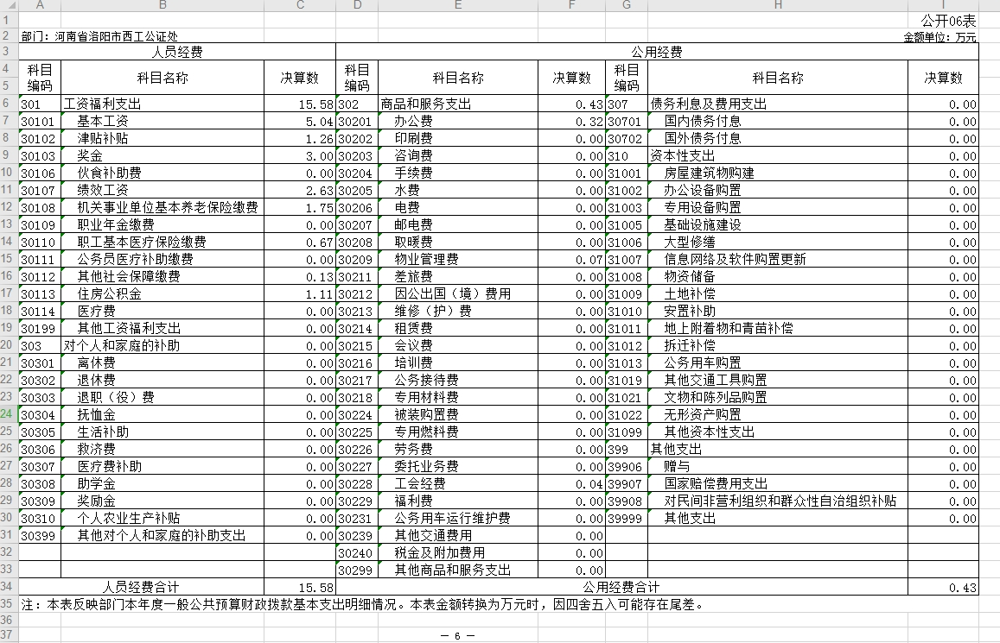 A B C D E F G H I
1 公开06表
2 部门：河南省洛阳市西工公证处 金额单位：万元
3 人员经费 公用经费
4 科目 科目名称 决算数 科目 科目名称 决算数 科目 科目名称 决算数
5 编码 编码 编码
6 301 工资福利支出 15.58 302 商品和服务支出 0.43 307 债务利息及费用支出 0.00
7 30101 基本工资 5.04 30201 办公费 0.32 30701 国内债务付息 0.00
8 30102 津贴补贴 1.26 30202 印刷费 0.00 30702 国外债务付息 0.00
9 30103 奖金 3.00 30203 咨询费 0.00 310 资本性支出 0.00
10 30106 伙食补助费 0.00 30204 手续费 0.00 31001 房屋建筑物购建 0.00
11 30107 绩效工资 2.63 30205 水费 0.00 31002 办公设备购置 0.00
12 30108 机关事业单位基本养老保险缴费 1.75 30206 电费 0.00 31003 专用设备购置 0.00
13 30109 职业年金缴费 0.00 30207 邮电费 0.00 31005 基础设施建设 0.00
14 30110 职工基本医疗保险缴费 0.67 30208 取暖费 0.00 31006 大型修缮 0.00
15 30111 公务员医疗补助缴费 0.00 30209 物业管理费 0.07 31007 信息网络及软件购置更新 0.00
16 30112 其他社会保障缴费 0.13 30211 差旅费 0.00 31008 物资储备 0.00
17 30113 住房公积金 1.11 30212 因公出国（境）费用 0.00 31009 土地补偿 0.00
18 30114 医疗费 0.00 30213 维修（护）费 0.00 31010 安置补助 0.00
19 30199 其他工资福利支出 0.00 30214 租赁费 0.00 31011 地上附着物和青苗补偿 0.00
20 303 对个人和家庭的补助 0.00 30215 会议费 0.00 31012 拆迁补偿 0.00
21 30301 离休费 0.00 30216 培训费 0.00 31013 公务用车购置 0.00
22 30302 退休费 0.00 30217 公务接待费 0.00 31019 其他交通工具购置 0.00
23 30303 退职（役）费 0.00 30218 专用材料费 0.00 31021 文物和陈列品购置 0.00
24 30304 抚恤金 0.00 30224 被装购置费 0.00 31022 无形资产购置 0.00
25 30305 生活补助 0.00 30225 专用燃料费 0.00 31099 其他资本性支出 0.00
26 30306 救济费 0.00 30226 劳务费 0.00 399 其他支出 0.00
27 30307 医疗费补助 0.00 30227 委托业务费 0.00 39906 赠与 0.00
28 30308 助学金 0.00 30228 工会经费 0.04 39907 国家赔偿费用支出 0.00
29 30309 奖励金 0.00 30229 福利费 0.00 39908 对民间非营利组织和群众性自治组织补贴 0.00
30 30310 个人农业生产补贴 0.00 30231 公务用车运行维护费 0.00 39999 其他支出 0.00
31 30399 其他对个人和家庭的补助支出 0.00 30239 其他交通费用 0.00
32 30240 税金及附加费用 0.00
33 30299 其他商品和服务支出 0.00
34 人员经费合计 15.58 公用经费合计 0.43
35 注：本表反映部门本年度一般公共预算财政拨款基本支出明细情况。本表金额转换为万元时，因四舍五入可能存在尾差。
36
37 — 6 —